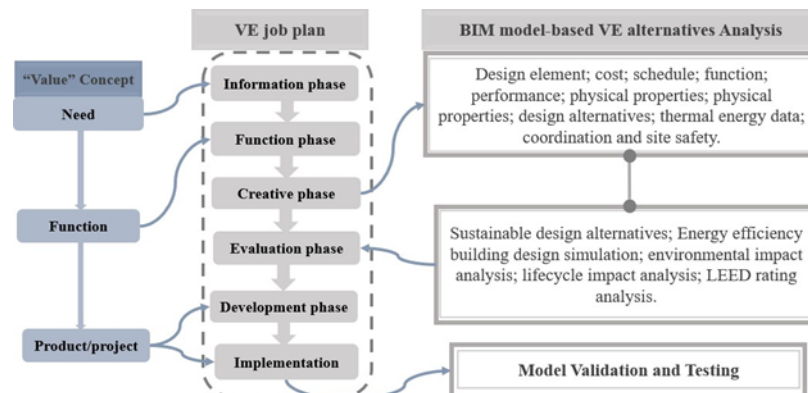 VE job plan
BIM model-based VE alternatives Analysis
“Value” Concept
Need
Function
Product/project
Information phase
Function phase
Creative phase
Evaluation phase
Development phase
Implementation
Design element; cost; schedule; function;
performance; physical properties; physical
properties; design alternatives; thermal energy data;
coordination and site safety.
Sustainable design alternatives; Energy efficiency
building design simulation; environmental impact
analysis; lifecycle impact analysis; LEED rating
analysis.
Model Validation and Testing